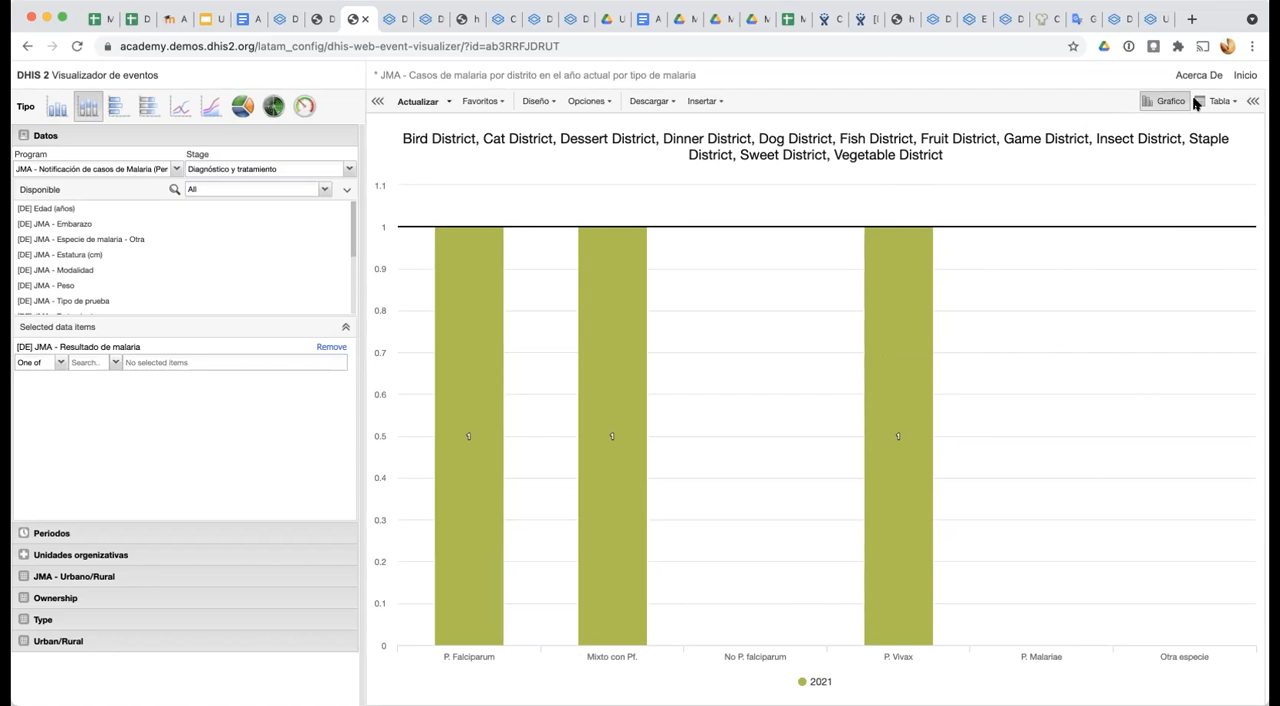 M
D
A
U
A
D
D
D
D
h
C
D
D
U
A
M
M
M
M
D
[
h
D
E
D
C
G
D
U
academy.demos.dhis2.org/latam_config/dhis-web-event-visualizer/?id=ab3RRFJDRUT
DHIS 2 Visualizador de eventos
* JMA - Casos de malaria por distrito en el año actual por tipo de malaria
Acerca De
Inicio
Tipo
Actualizar
Favoritos
Diseño
Opciones
Descargar
Insertar
Grafico
Tabla
Datos
Program
Stage
JMA - Notificación de casos de Malaria (Per
Diagnóstico y tratamiento
Disponible
All
[DE] Edad (años)
[DE] JMA - Embarazo
[DE] JMA - Especie de malaria - Otra
[DE] JMA - Estatura (cm)
[DE] JMA - Modalidad
[DE] JMA - Peso
[DE] JMA - Tipo de prueba
Selected data items
[DE] JMA - Resultado de malaria
Remove
One of
Search..
No selected items
Periodos
Unidades organizativas
JMA - Urbano/Rural
Ownership
Type
Urban/Rural
Bird District, Cat District, Dessert District, Dinner District, Dog District, Fish District, Fruit District, Game District, Insect District, Staple
District, Sweet District, Vegetable District
1.1
1
0.9
0.8
0.7
0.6
0.5
0.4
0.3
0.2
0.1
0
1
1
1
P. Falciparum
Mixto con Pf.
No P. falciparum
P. Vivax
P. Malariae
Otra especie
2021